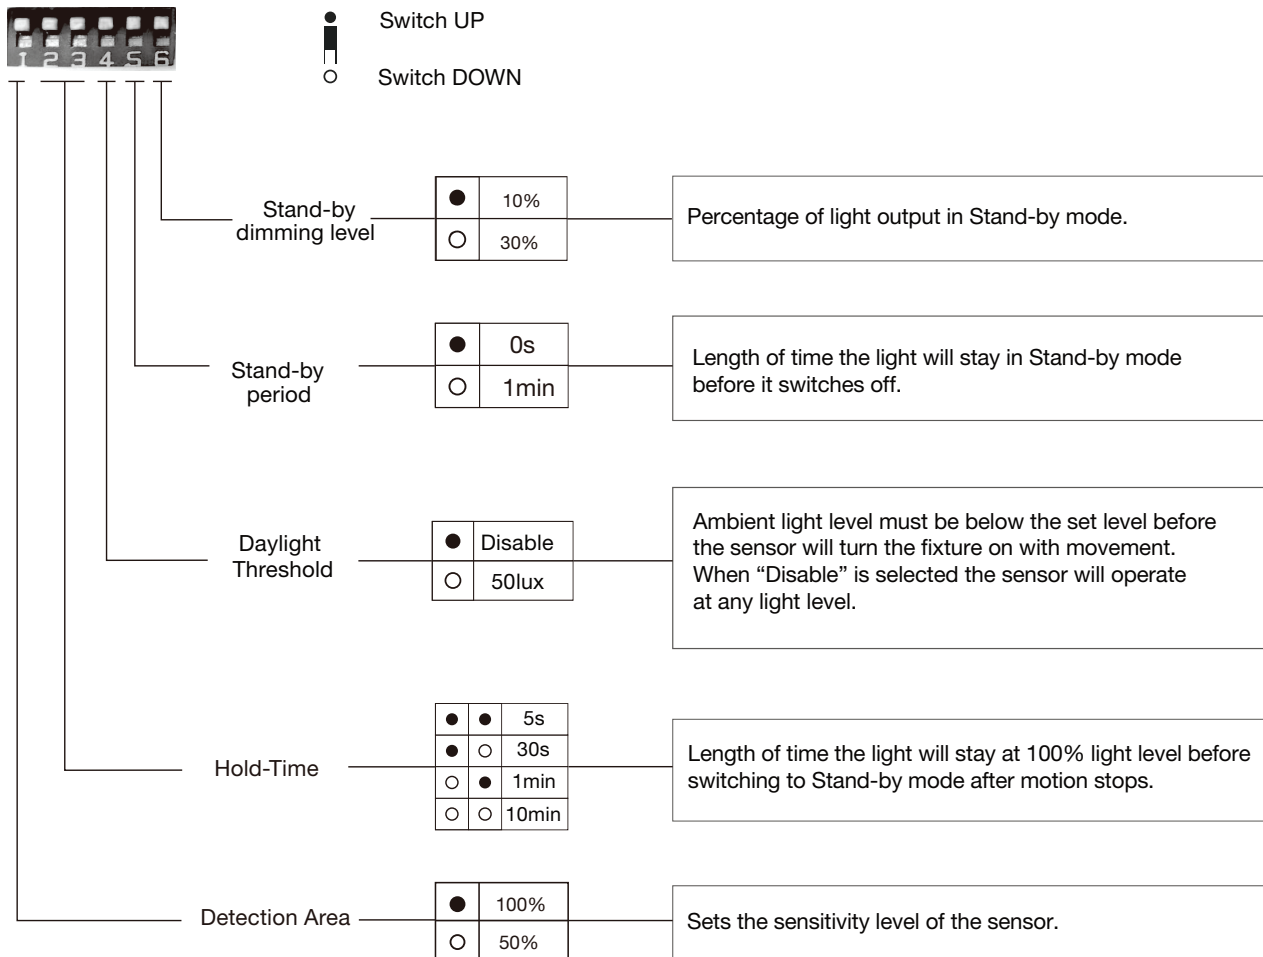 1 2 3 4 5 6
Switch UP
Switch DOWN
Stand-by
dimming level
10%
30%
Percentage of light output in Stand-by mode.
Stand-by
period
0s
1min
Length of time the light will stay in Stand-by mode
before it switches off.
Daylight
Threshold
Disable
50lux
Ambient light level must be below the set level before
the sensor will turn the fixture on with movement.
When “Disable” is selected the sensor will operate
at any light level.
Hold-Time
5s
30s
1min
10min
Length of time the light will stay at 100% light level before
switching to Stand-by mode after motion stops.
Detection Area
100%
50%
Sets the sensitivity level of the sensor.